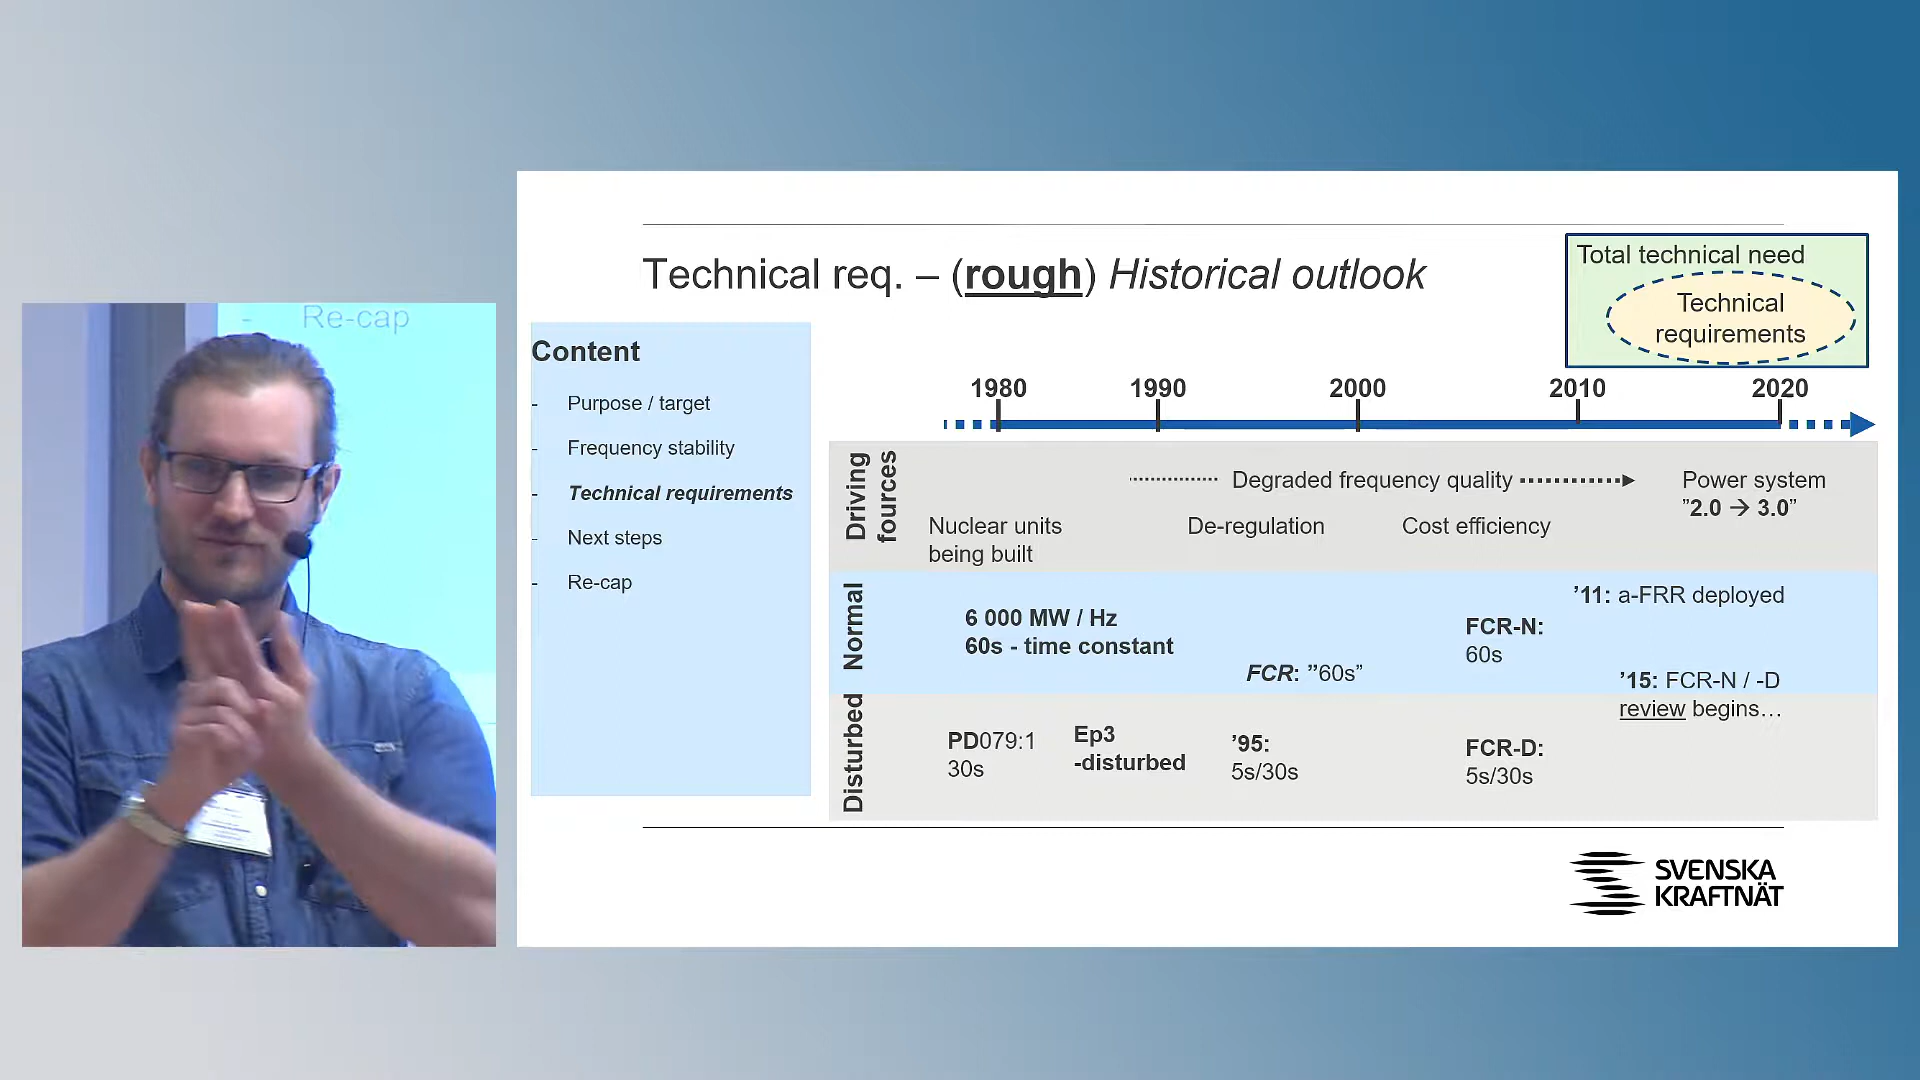 Re-cap
Technical req. – (rough) Historical outlook
Total technical need
Technical
requirements
Content
- Purpose / target
- Frequency stability
- Technical requirements
- Next steps
- Re-cap
1980 1990 2000 2010 2020
Driving
fources
Degraded frequency quality
Power system
”2.0 → 3.0”
Nuclear units
being built
De-regulation
Cost efficiency
Normal
6 000 MW / Hz
60s - time constant
FCR: ”60s”
FCR-N:
60s
’11: a-FRR deployed
’15: FCR-N / -D
review begins…
Disturbed
PD079:1
30s
Ep3
-disturbed
’95:
5s/30s
FCR-D:
5s/30s
SVENSKA
KRAFTNÄT